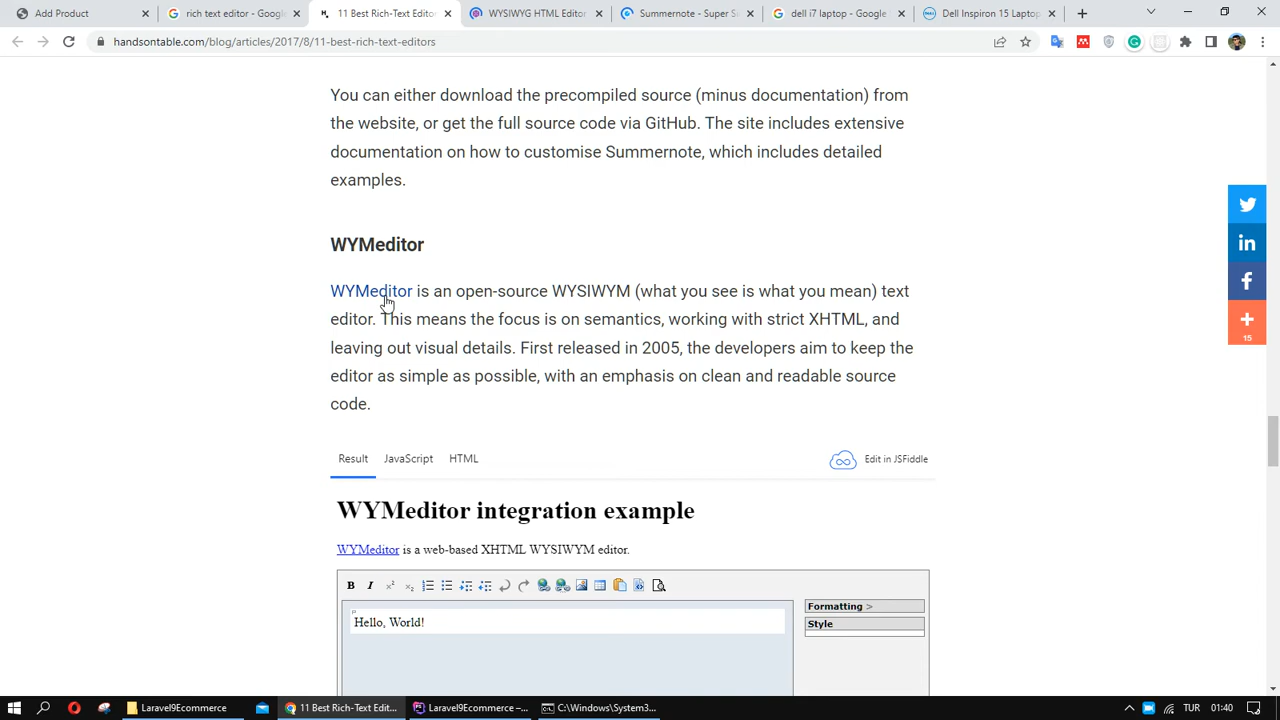 Add Product
rich text editor - Google
11 Best Rich-Text Editor
WYSIWYG HTML Editor
Summernote - Super Si
dell i7 laptop - Google
Dell Inspiron 15 Laptop
handsontable.com/blog/articles/2017/8/11-best-rich-text-editors
You can either download the precompiled source (minus documentation) from
the website, or get the full source code via GitHub. The site includes extensive
documentation on how to customise Summernote, which includes detailed
examples.
WYMeditor
WYMeditor is an open-source WYSIWYM (what you see is what you mean) text
editor. This means the focus is on semantics, working with strict XHTML, and
leaving out visual details. First released in 2005, the developers aim to keep the
editor as simple as possible, with an emphasis on clean and readable source
code.
15
Result JavaScript HTML
Edit in JSFiddle
WYMeditor integration example
WYMeditor is a web-based XHTML WYSIWYM editor.
Formatting >
P
Hello, World!
Style
Laravel9Ecommerce
11 Best Rich-Text Edit...
Laravel9Ecommerce –...
C:\Windows\System3...
TUR
01:40